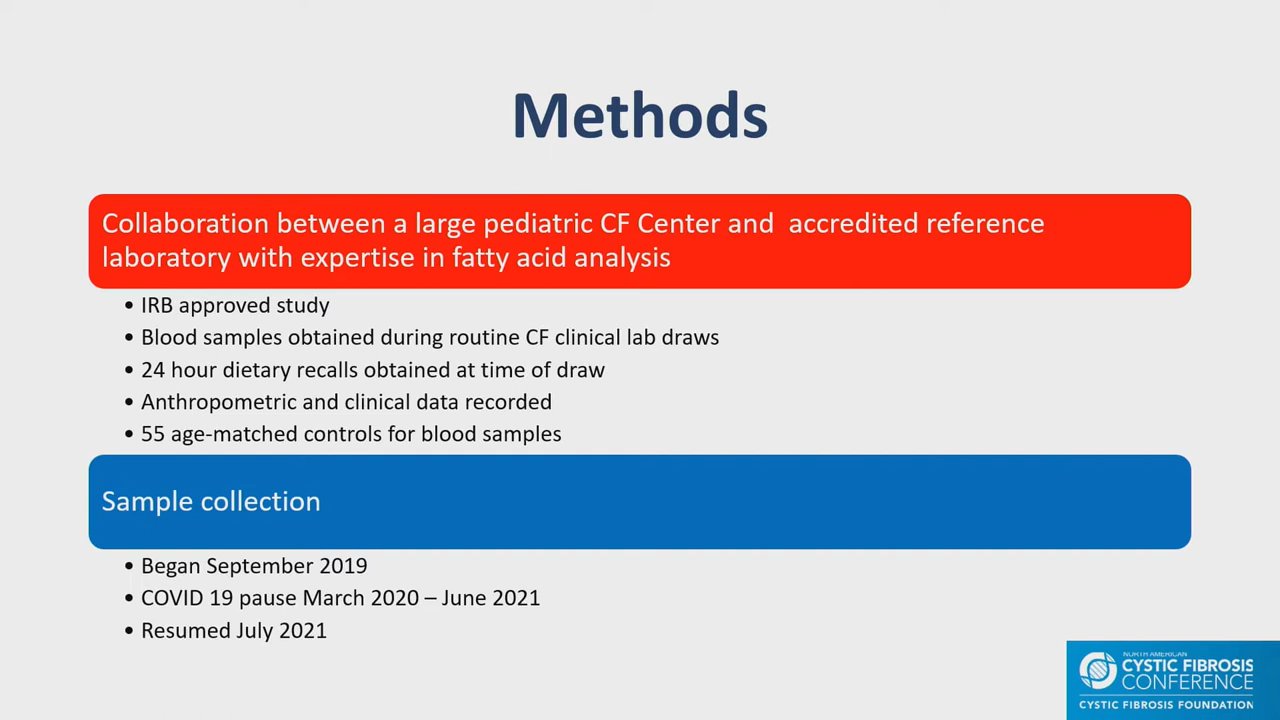 Methods
Collaboration between a large pediatric CF Center and  accredited reference
laboratory with expertise in fatty acid analysis
• IRB approved study
• Blood samples obtained during routine CF clinical lab draws
• 24 hour dietary recalls obtained at time of draw
• Anthropometric and clinical data recorded
• 55 age-matched controls for blood samples
Sample collection
• Began September 2019
• COVID 19 pause March 2020 – June 2021
• Resumed July 2021
NORTH AMERICAN
CYSTIC FIBROSIS
CONFERENCE
CYSTIC FIBROSIS FOUNDATION